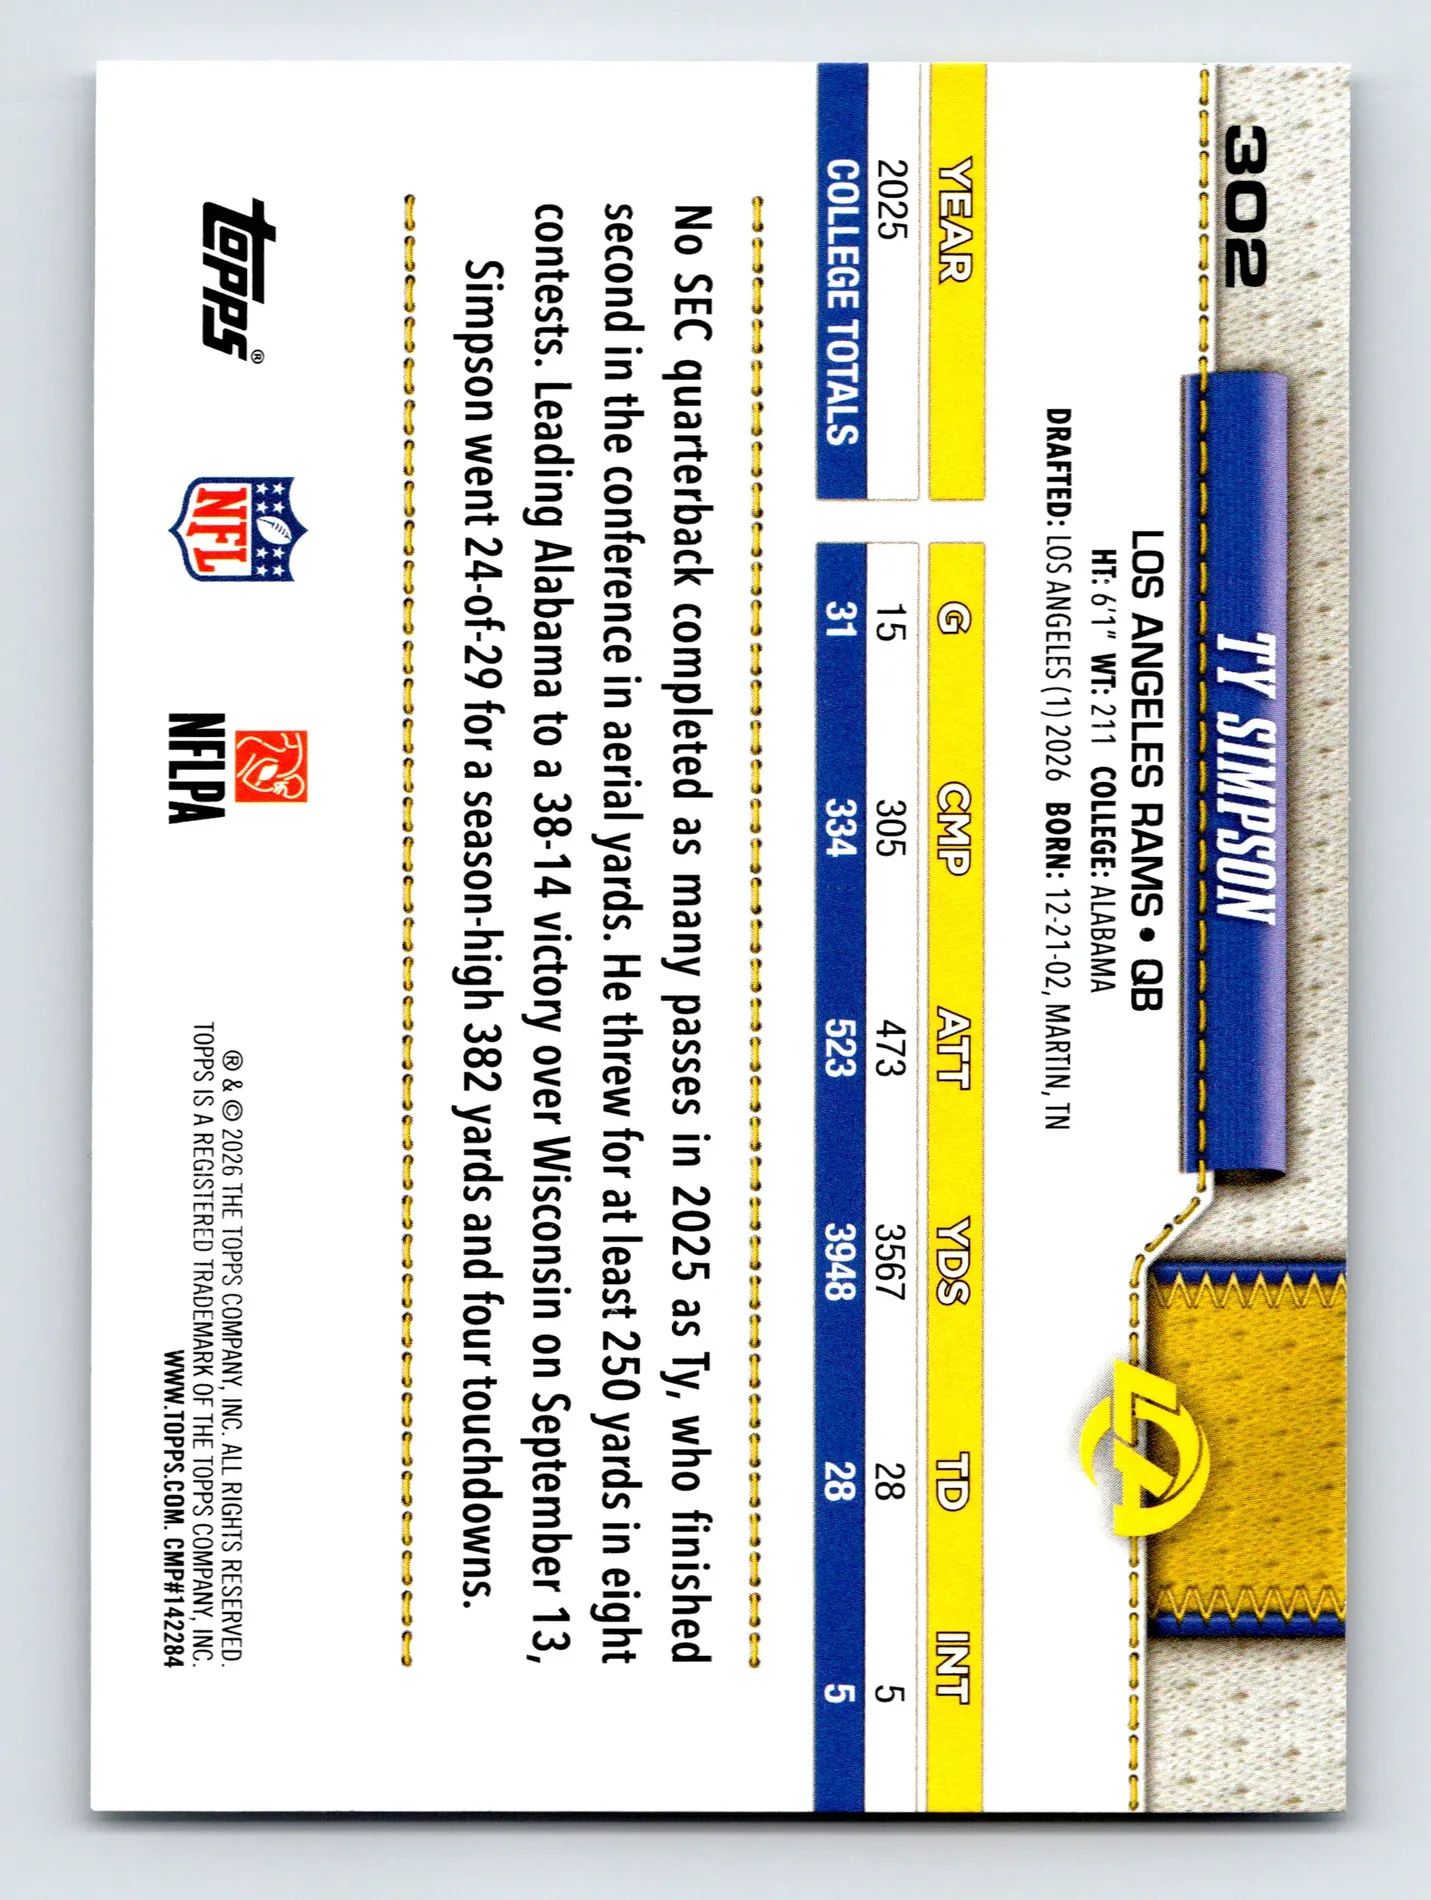 302
TY SIMPSON
LOS ANGELES RAMS • QB
HT: 6'1" WT: 211 COLLEGE: ALABAMA
DRAFTED: LOS ANGELES (1) 2026 BORN: 12-21-02, MARTIN, TN
LA
YEAR G CMP ATT YDS TD INT
2025 15 305 473 3567 28 5
COLLEGE TOTALS 31 334 523 3948 28 5
No SEC quarterback completed as many passes in 2025 as Ty, who finished
second in the conference in aerial yards. He threw for at least 250 yards in eight
contests. Leading Alabama to a 38-14 victory over Wisconsin on September 13,
Simpson went 24-of-29 for a season-high 382 yards and four touchdowns.
topps®
NFL
NFLPA
® & © 2026 THE TOPPS COMPANY, INC. ALL RIGHTS RESERVED.
TOPPS IS A REGISTERED TRADEMARK OF THE TOPPS COMPANY, INC.
WWW.TOPPS.COM. CMP#142284